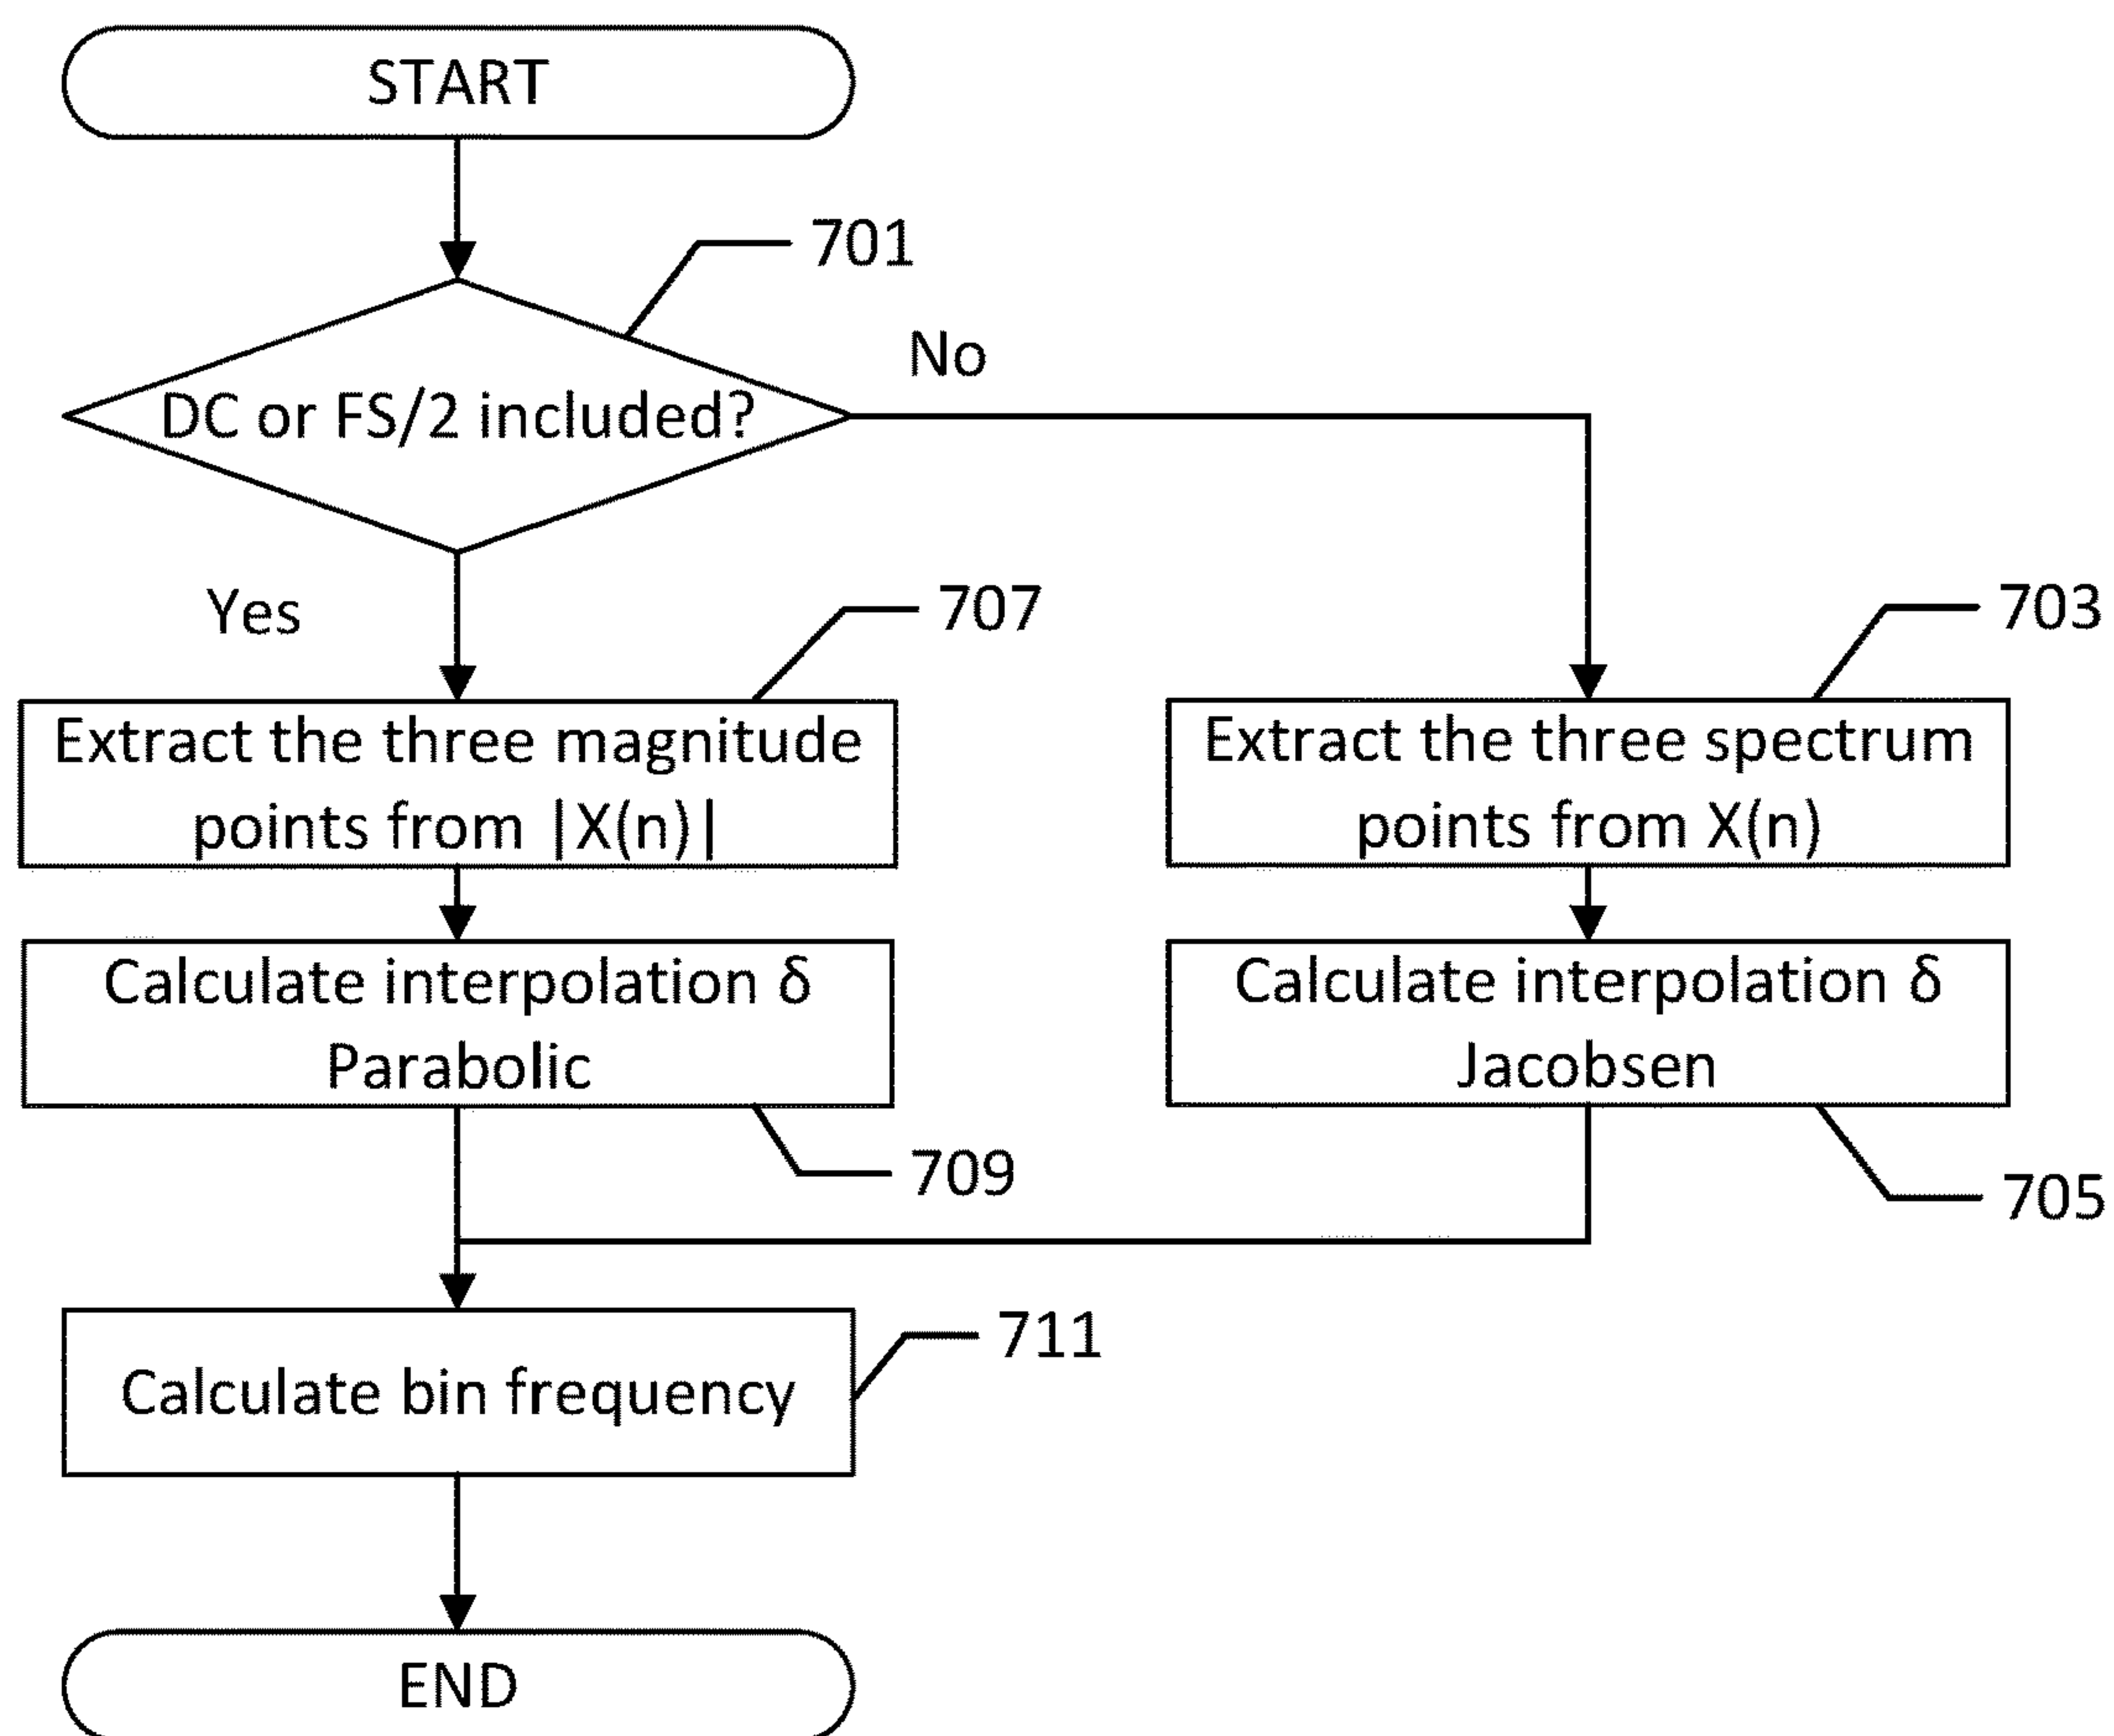 START
701
DC or FS/2 included?
No
Yes
707
703
Extract the three magnitude
points from |X(n)|
Extract the three spectrum
points from X(n)
Calculate interpolation δ
Parabolic
Calculate interpolation δ
Jacobsen
709
705
Calculate bin frequency
711
END